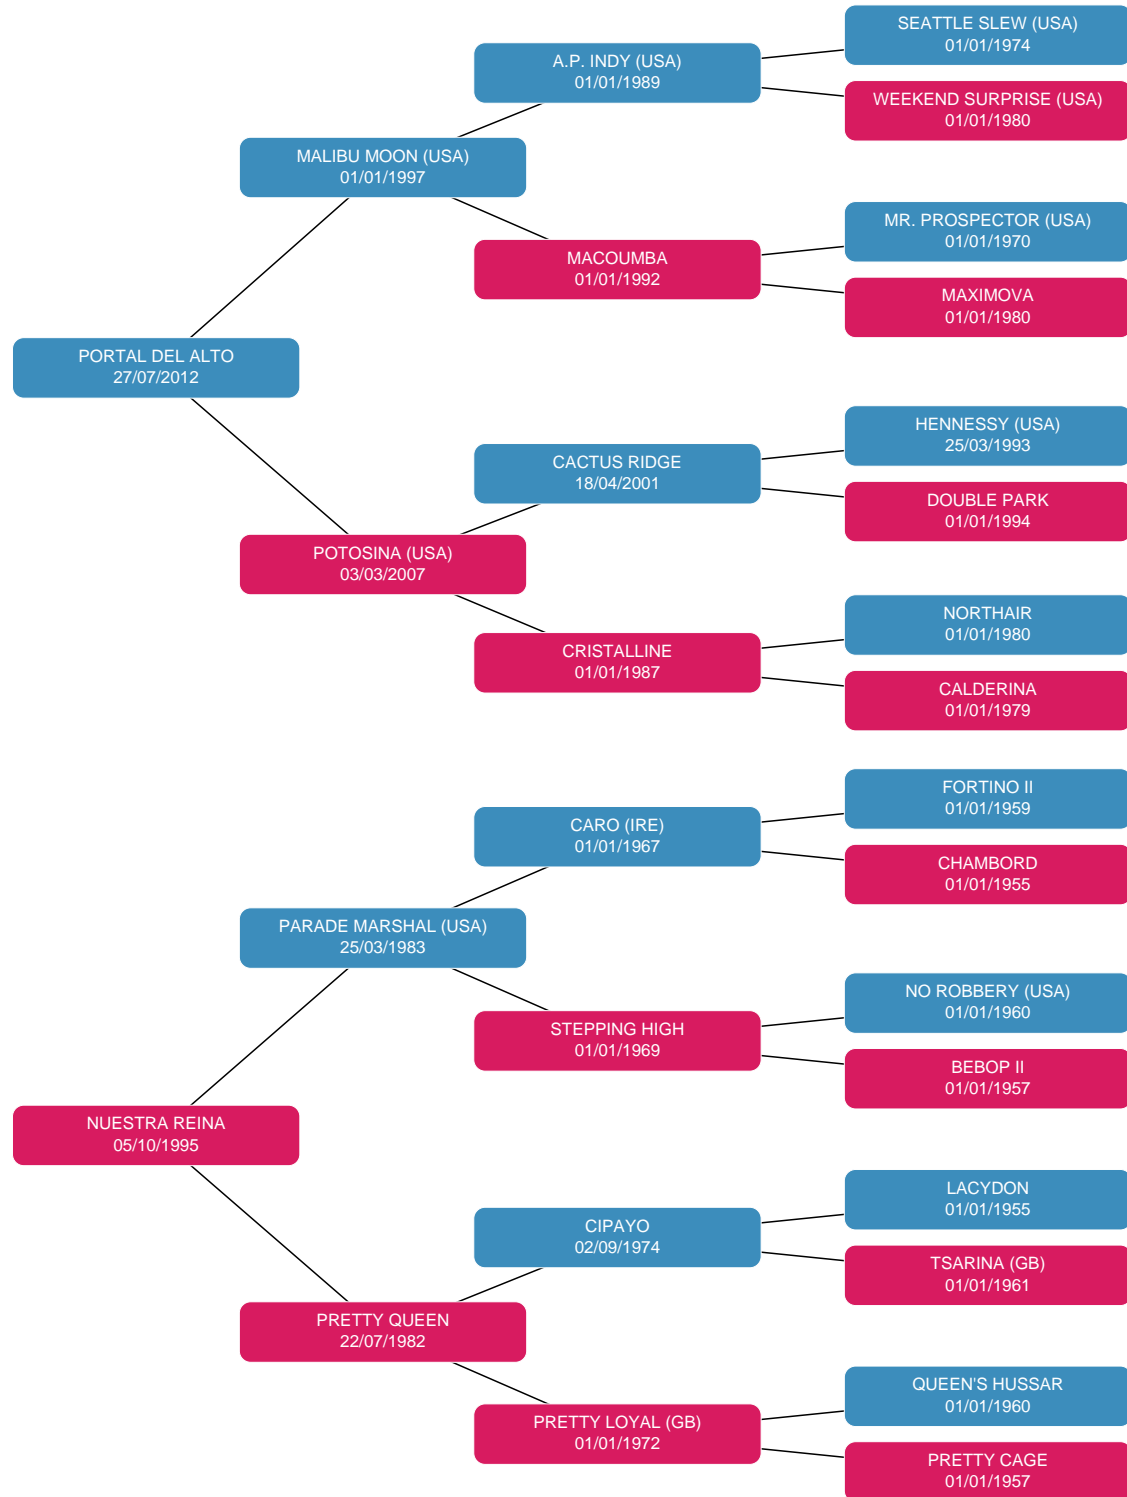 SEATTLE SLEW (USA)
01/01/1974
A.P. INDY (USA)
01/01/1989
WEEKEND SURPRISE (USA)
01/01/1980
MALIBU MOON (USA)
01/01/1997
MR. PROSPECTOR (USA)
01/01/1970
MACOUMBA
01/01/1992
MAXIMOVA
01/01/1980
PORTAL DEL ALTO
27/07/2012
HENNESSY (USA)
25/03/1993
CACTUS RIDGE
18/04/2001
DOUBLE PARK
01/01/1994
POTOSINA (USA)
03/03/2007
NORTHAIR
01/01/1980
CRISTALLINE
01/01/1987
CALDERINA
01/01/1979
FORTINO II
01/01/1959
CARO (IRE)
01/01/1967
CHAMBORD
01/01/1955
PARADE MARSHAL (USA)
25/03/1983
NO ROBBERY (USA)
01/01/1960
STEPPING HIGH
01/01/1969
BEBOP II
01/01/1957
NUESTRA REINA
05/10/1995
LACYDON
01/01/1955
CIPAYO
02/09/1974
TSARINA (GB)
01/01/1961
PRETTY QUEEN
22/07/1982
QUEEN'S HUSSAR
01/01/1960
PRETTY LOYAL (GB)
01/01/1972
PRETTY CAGE
01/01/1957